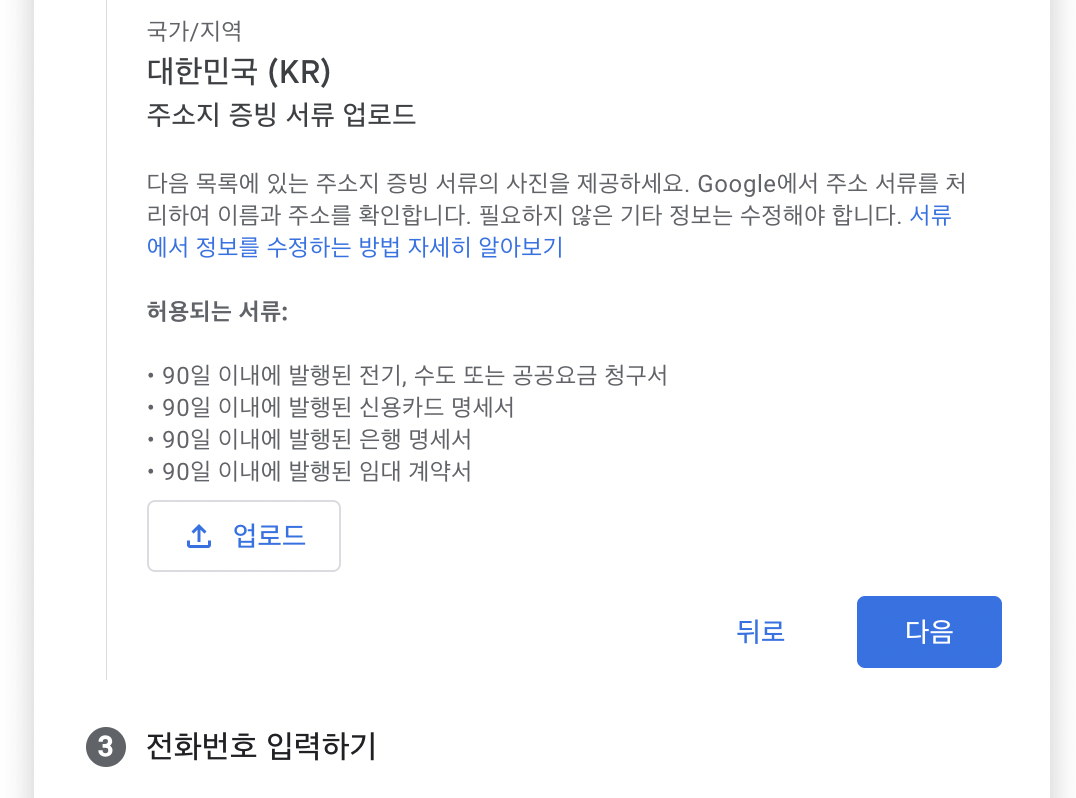 국가/지역
대한민국 (KR)
주소지 증빙 서류 업로드
다음 목록에 있는 주소지 증빙 서류의 사진을 제공하세요. Google에서 주소 서류를 처
리하여 이름과 주소를 확인합니다. 필요하지 않은 기타 정보는 수정해야 합니다. 서류
에서 정보를 수정하는 방법 자세히 알아보기
허용되는 서류:
• 90일 이내에 발행된 전기, 수도 또는 공공요금 청구서
• 90일 이내에 발행된 신용카드 명세서
• 90일 이내에 발행된 은행 명세서
• 90일 이내에 발행된 임대 계약서
업로드
뒤로 다음
3 전화번호 입력하기